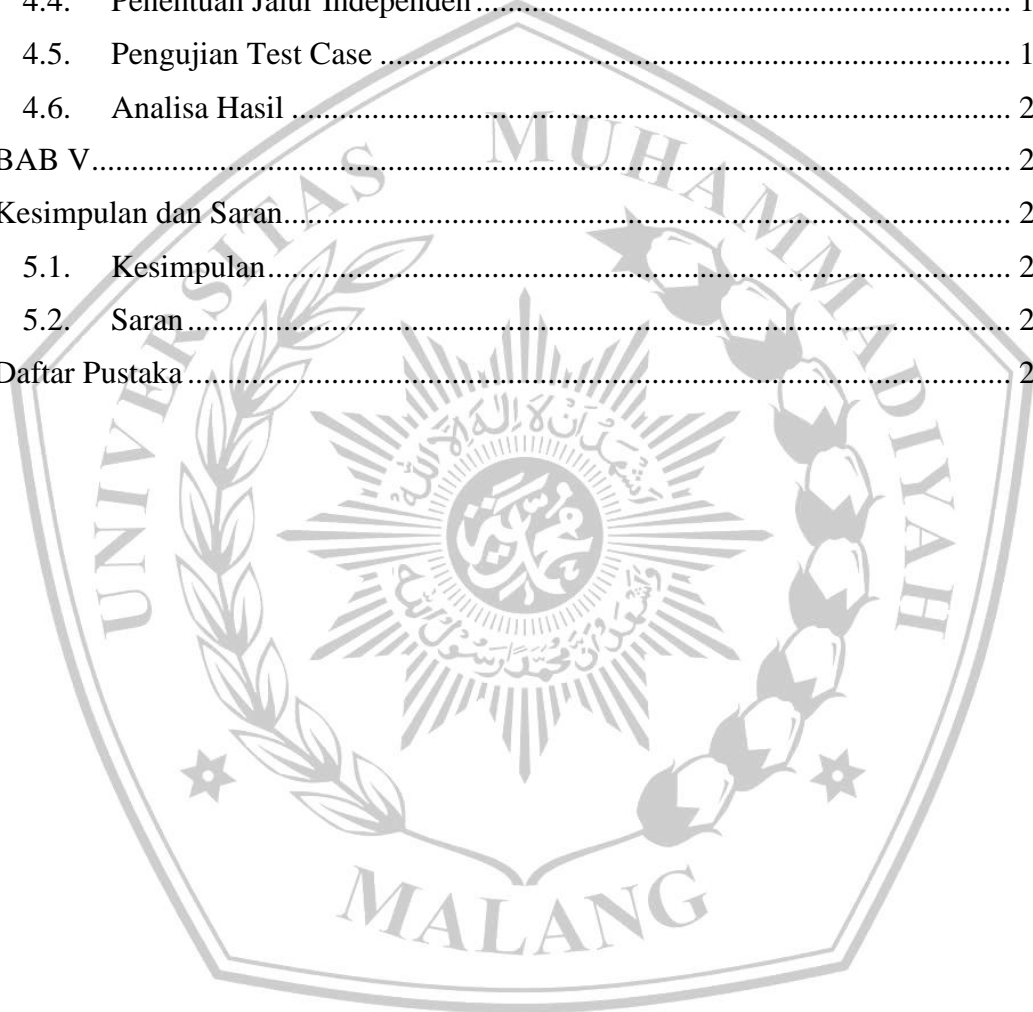 4.4. Penentuan Jalur Independen ........................................ 1
4.5. Pengujian Test Case ........................................ 1
4.6. Analisa Hasil ........................................ 2
BAB V ........................................ 2
Kesimpulan dan Saran ........................................ 2
5.1. Kesimpulan ........................................ 2
5.2. Saran ........................................ 2
Daftar Pustaka ........................................ 2
UNIVERSITAS MUHAMMADIYAH
MALANG